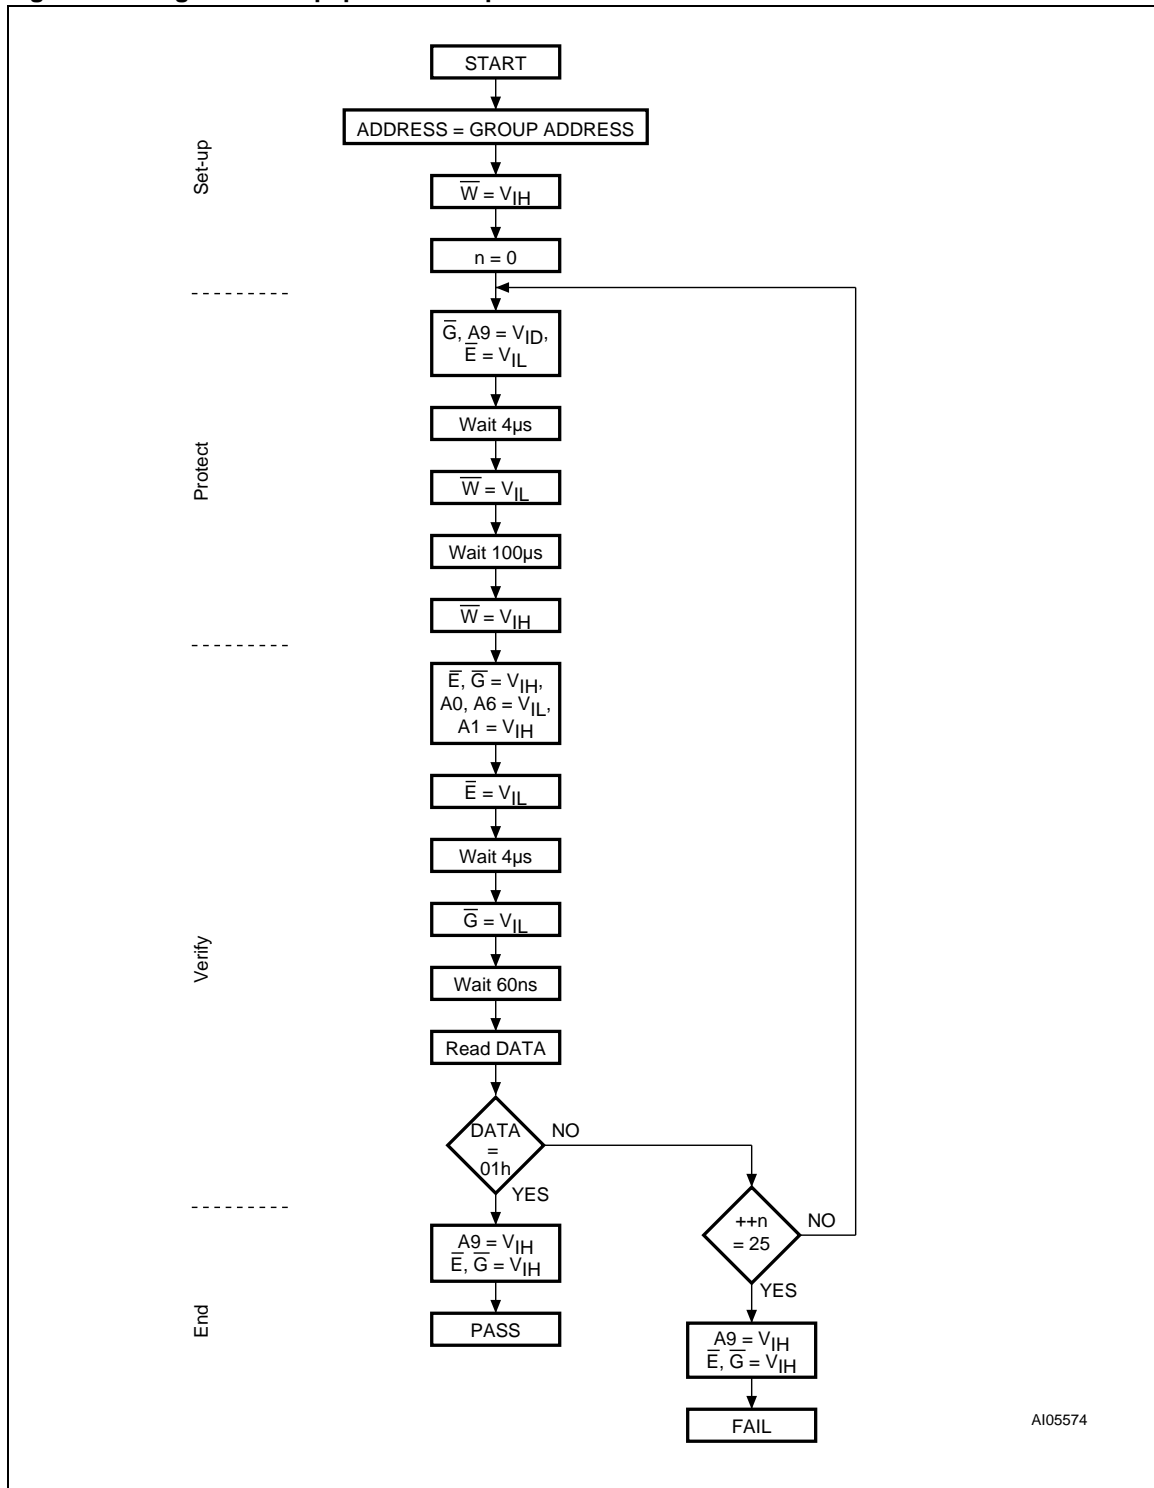 START
ADDRESS = GROUP ADDRESS
Set-up
W̅ = VIH
n = 0
G̅, A9 = VID,
E̅ = VIL
Wait 4µs
Protect
W̅ = VIL
Wait 100µs
W̅ = VIH
E̅, G̅ = VIH,
A0, A6 = VIL,
A1 = VIH
E̅ = VIL
Wait 4µs
G̅ = VIL
Verify
Wait 60ns
Read DATA
DATA
=
01h
NO
YES
++n
= 25
NO
YES
A9 = VIH
E̅, G̅ = VIH
End
PASS
A9 = VIH
E̅, G̅ = VIH
FAIL
AI05574